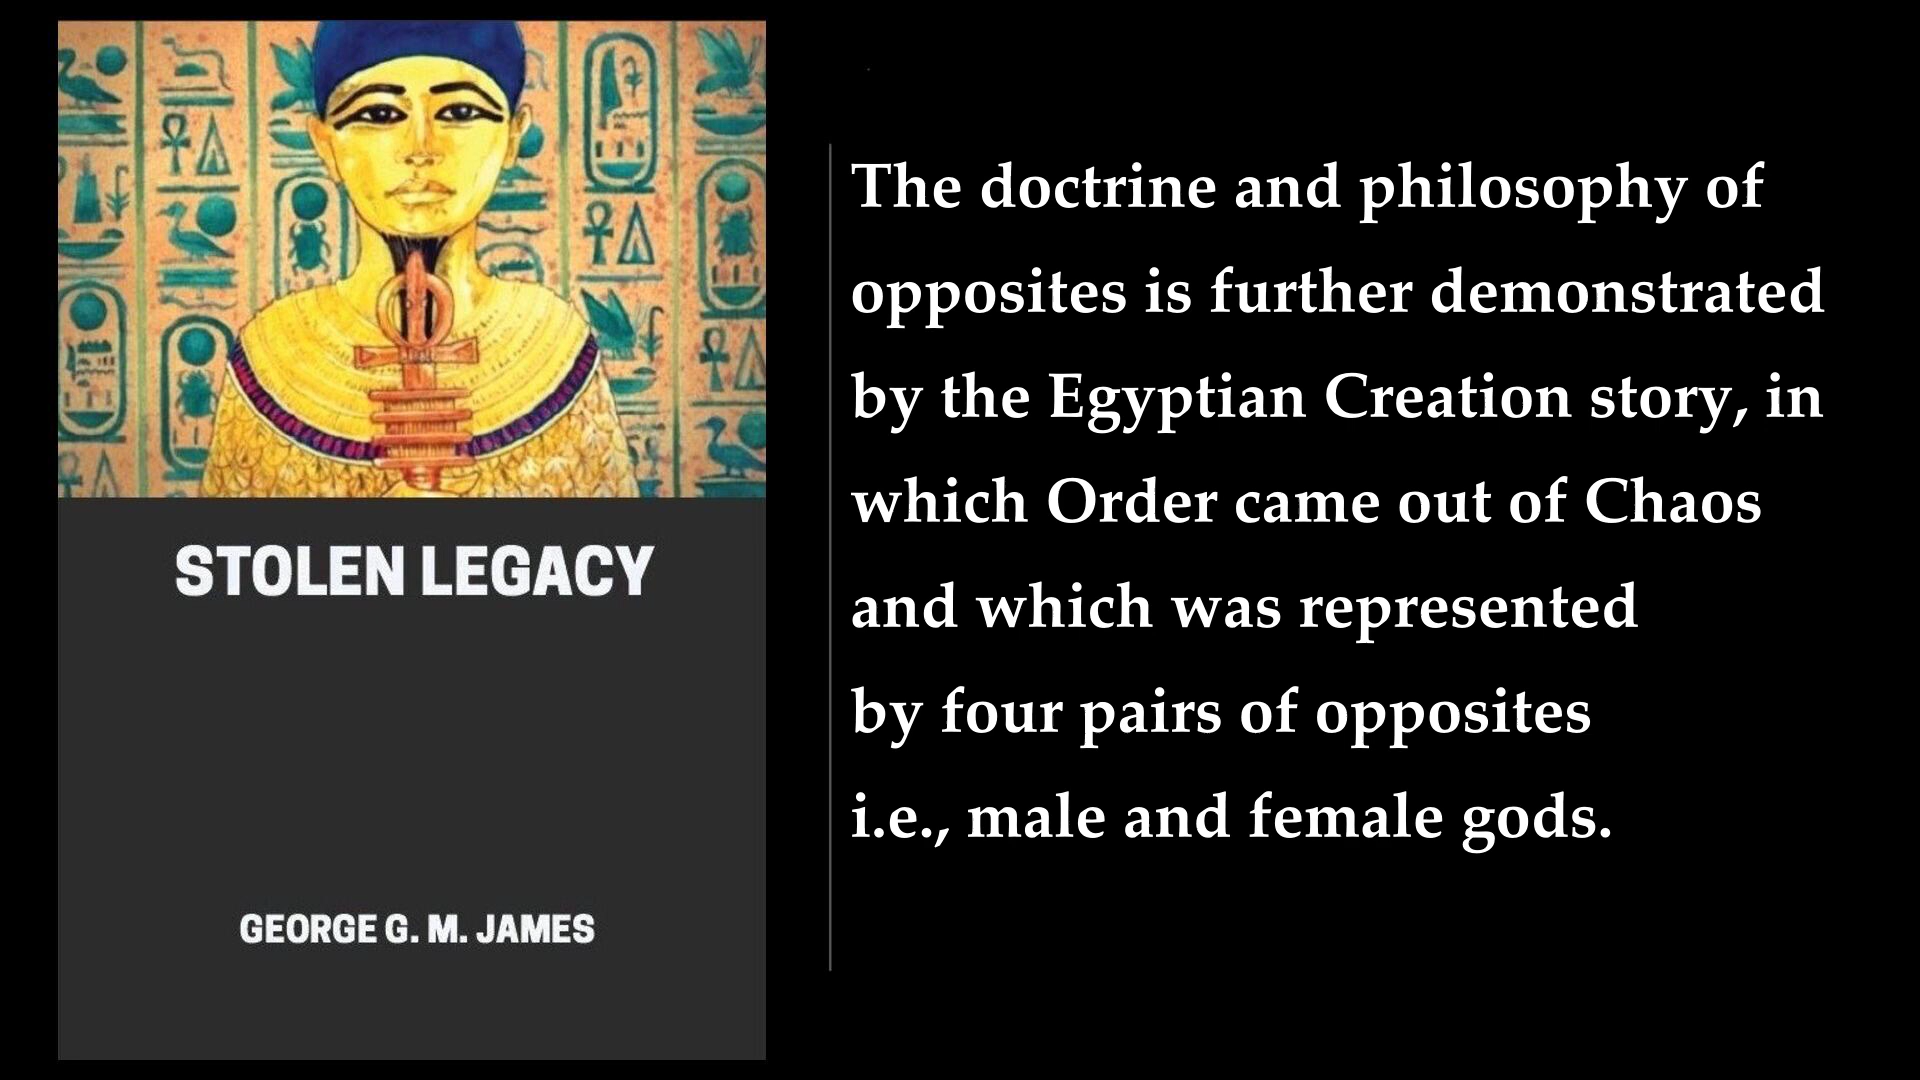 STOLEN LEGACY
GEORGE G. M. JAMES
The doctrine and philosophy of
opposites is further demonstrated
by the Egyptian Creation story, in
which Order came out of Chaos
and which was represented
by four pairs of opposites
i.e., male and female gods.